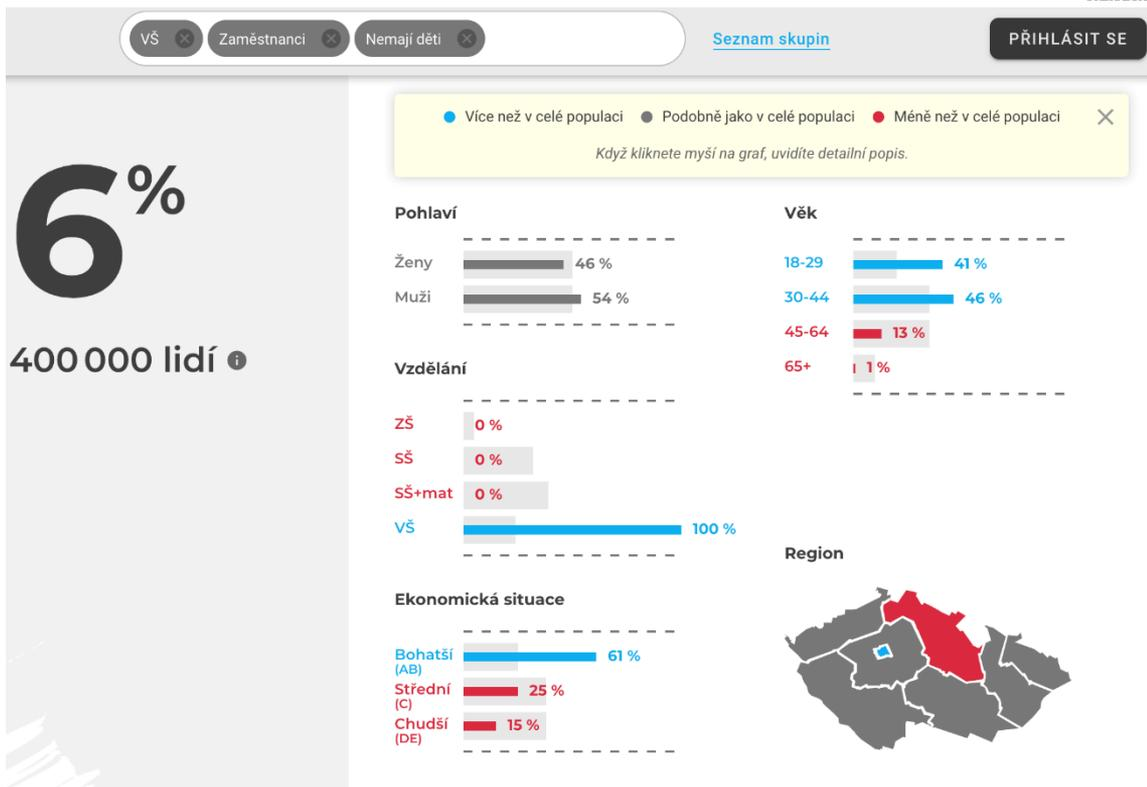 VŠ Zaměstnanci Nemají děti
Seznam skupin
PŘIHLÁSIT SE
6%
400 000 lidí
Více než v celé populaci Podobně jako v celé populaci Méně než v celé populaci
Když kliknete myší na graf, uvidíte detailní popis.
Pohlaví
Ženy 46 %
Muži 54 %
Vzdělání
ZŠ 0 %
SŠ 0 %
SŠ+mat 0 %
VŠ 100 %
Ekonomická situace
Bohatší 61 %
(AB)
Střední 25 %
(C)
Chudší 15 %
(DE)
Věk
18-29 41 %
30-44 46 %
45-64 13 %
65+ 1 %
Region